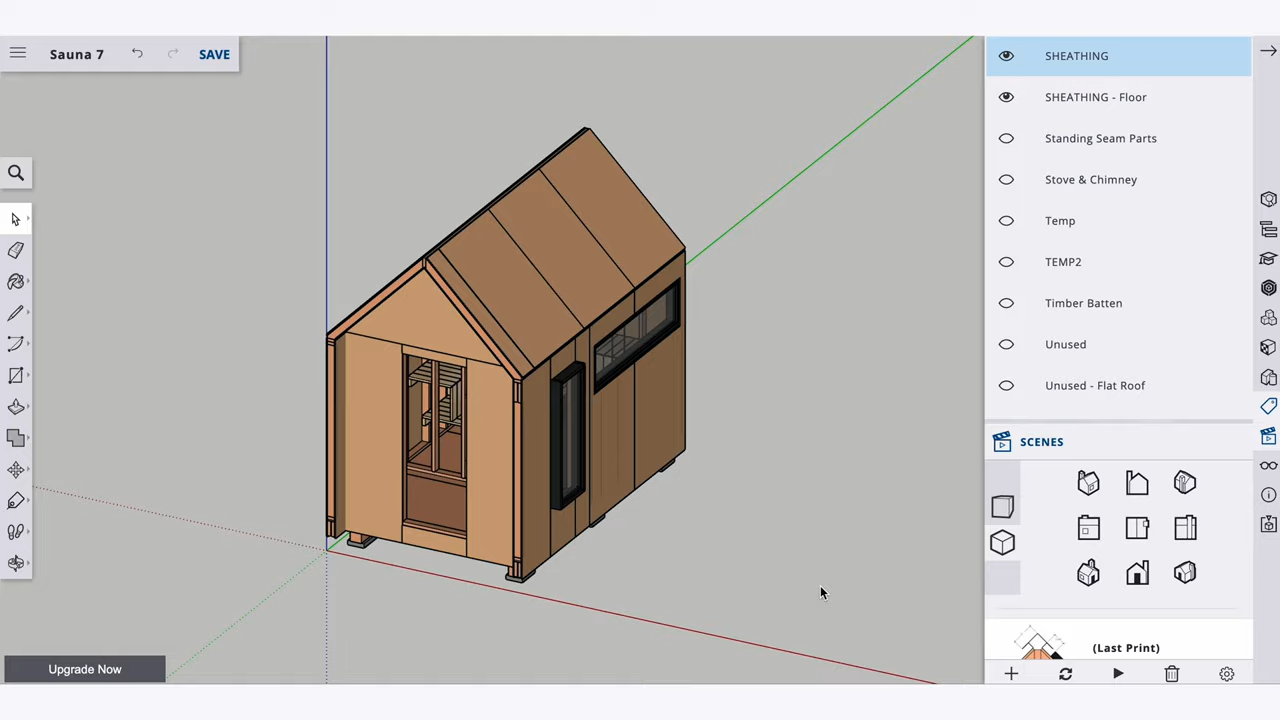 Sauna 7
SAVE
SHEATHING
SHEATHING - Floor
Standing Seam Parts
Stove & Chimney
Temp
TEMP2
Timber Batten
Unused
Unused - Flat Roof
SCENES
(Last Print)
Upgrade Now